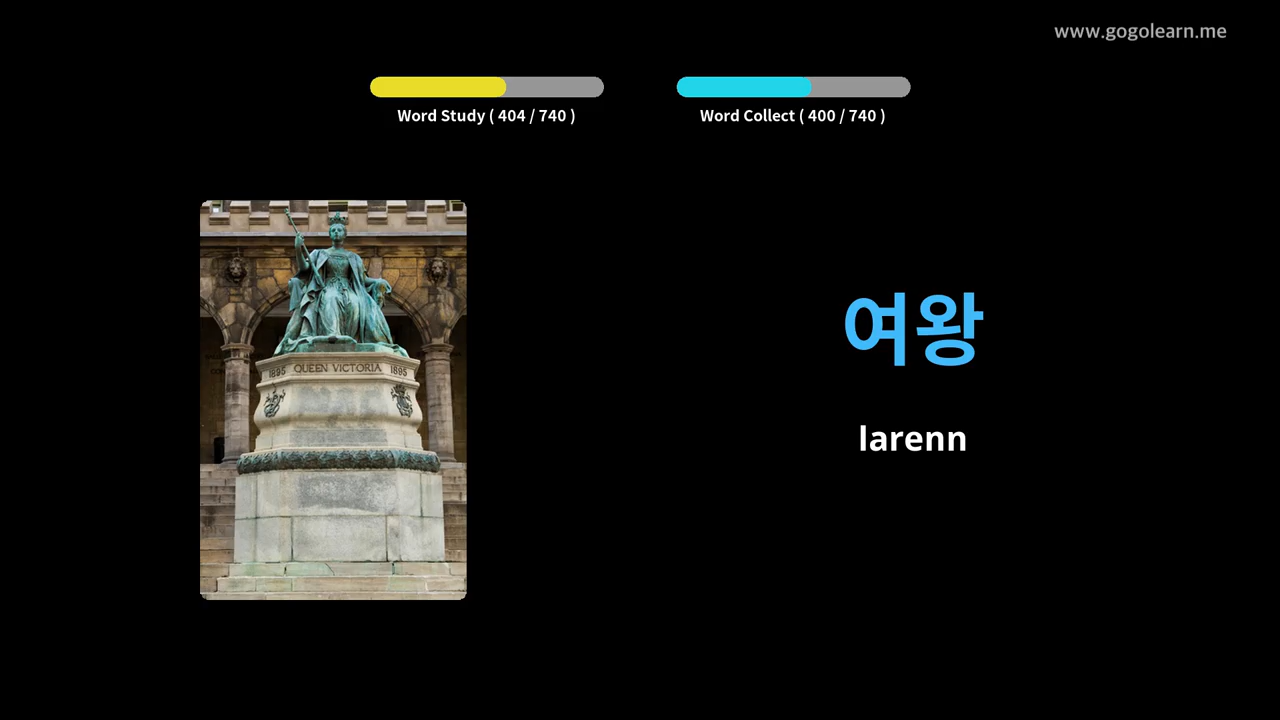 www.gogolearn.me
Word Study ( 404 / 740 )
Word Collect ( 400 / 740 )
1895 QUEEN VICTORIA 1895
여왕
larenn